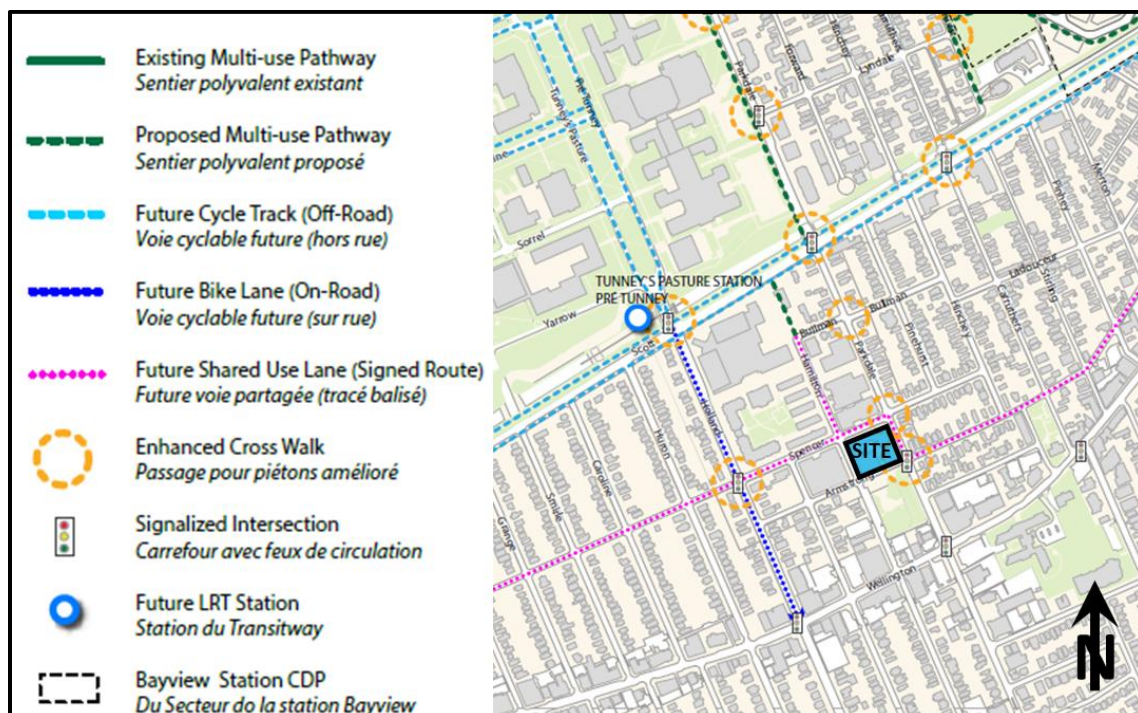 Existing Multi-use Pathway
Sentier polyvalent existant
Proposed Multi-use Pathway
Sentier polyvalent proposé
Future Cycle Track (Off-Road)
Voie cyclable future (hors rue)
Future Bike Lane (On-Road)
Voie cyclable future (sur rue)
Future Shared Use Lane (Signed Route)
Future voie partagée (tracé balisé)
Enhanced Cross Walk
Passage pour piétons amélioré
Signalized Intersection
Carrefour avec feux de circulation
Future LRT Station
Station du Transitway
Bayview Station CDP
Du Secteur do la station Bayview
Parkdale
Forward
Hinchey
Lyndale
Tunney's Pasture
Pré Tunney
Sorrel
Yarrow
TUNNEY'S PASTURE STATION
PRÉ TUNNEY
Scott
Bullman
Bullman
Hamilton
Parkdale
Pinehurst
Hinchey
Carruthers
Ladouceur
Stirling
Merton
Holland
Huron
Caroline
Smirle
Grange
Spencer
SITE
Armstrong
Wellington
N